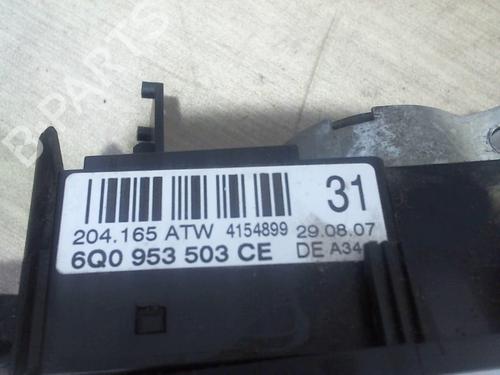 B-PARTS
31
204.165 ATW 4154899 29.08.07
6Q0 953 503 CE DE A34